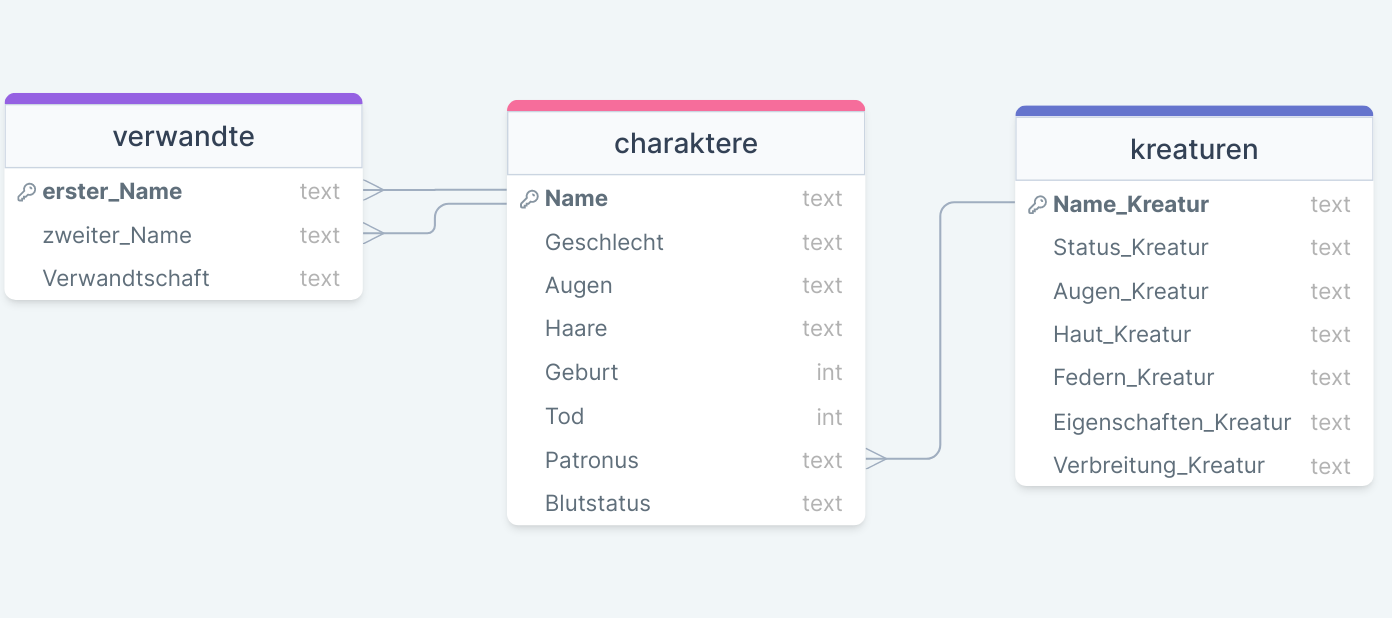 verwandte
erster_Name text
zweiter_Name text
Verwandtschaft text
charaktere
Name text
Geschlecht text
Augen text
Haare text
Geburt int
Tod int
Patronus text
Blutstatus text
kreaturen
Name_Kreatur text
Status_Kreatur text
Augen_Kreatur text
Haut_Kreatur text
Federn_Kreatur text
Eigenschaften_Kreatur text
Verbreitung_Kreatur text